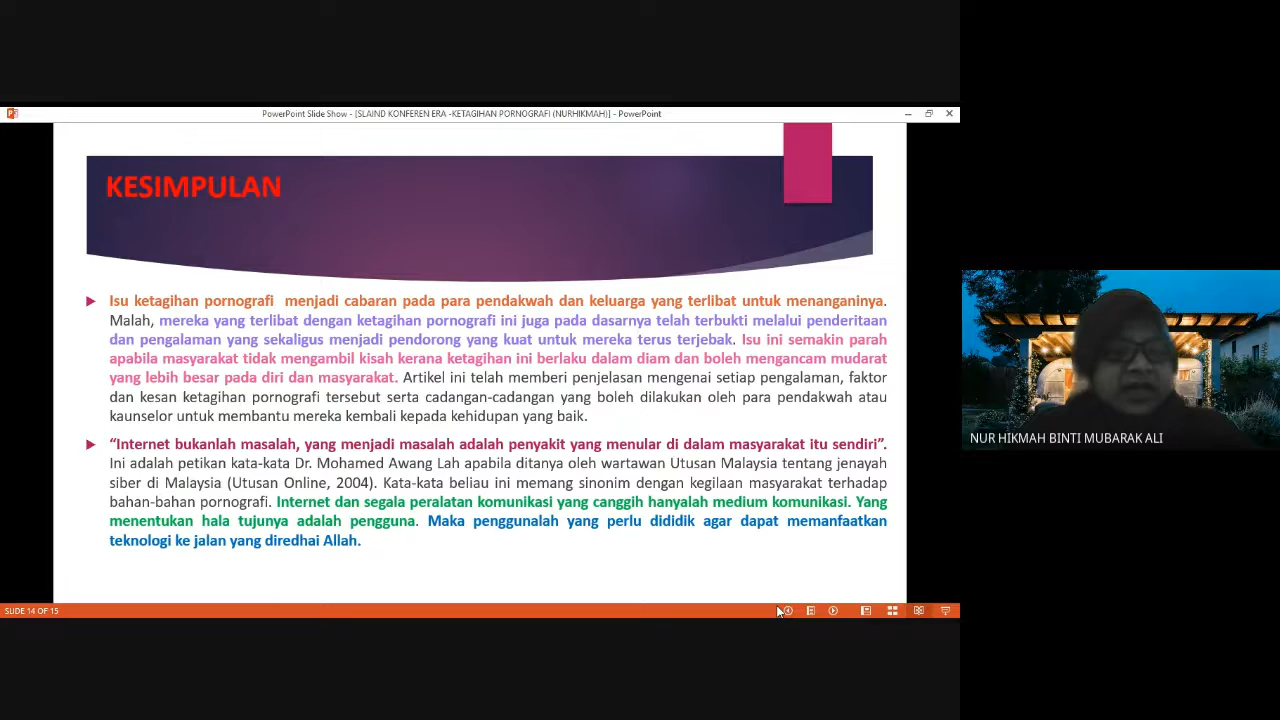 PowerPoint Slide Show - [SLAIND KONFEREN ERA -KETAGIHAN PORNOGRAFI (NURHIKMAH)] - PowerPoint
KESIMPULAN
Isu ketagihan pornografi menjadi cabaran pada para pendakwah dan keluarga yang terlibat untuk menanganinya.
Malah, mereka yang terlibat dengan ketagihan pornografi ini juga pada dasarnya telah terbukti melalui penderitaan
dan pengalaman yang sekaligus menjadi pendorong yang kuat untuk mereka terus terjebak. Isu ini semakin parah
apabila masyarakat tidak mengambil kisah kerana ketagihan ini berlaku dalam diam dan boleh mengancam mudarat
yang lebih besar pada diri dan masyarakat. Artikel ini telah memberi penjelasan mengenai setiap pengalaman, faktor
dan kesan ketagihan pornografi tersebut serta cadangan-cadangan yang boleh dilakukan oleh para pendakwah atau
kaunselor untuk membantu mereka kembali kepada kehidupan yang baik.
“Internet bukanlah masalah, yang menjadi masalah adalah penyakit yang menular di dalam masyarakat itu sendiri”.
Ini adalah petikan kata-kata Dr. Mohamed Awang Lah apabila ditanya oleh wartawan Utusan Malaysia tentang jenayah
siber di Malaysia (Utusan Online, 2004). Kata-kata beliau ini memang sinonim dengan kegilaan masyarakat terhadap
bahan-bahan pornografi. Internet dan segala peralatan komunikasi yang canggih hanyalah medium komunikasi. Yang
menentukan hala tujunya adalah pengguna. Maka penggunalah yang perlu dididik agar dapat memanfaatkan
teknologi ke jalan yang diredhai Allah.
NUR HIKMAH BINTI MUBARAK ALI
SLIDE 14 OF 15